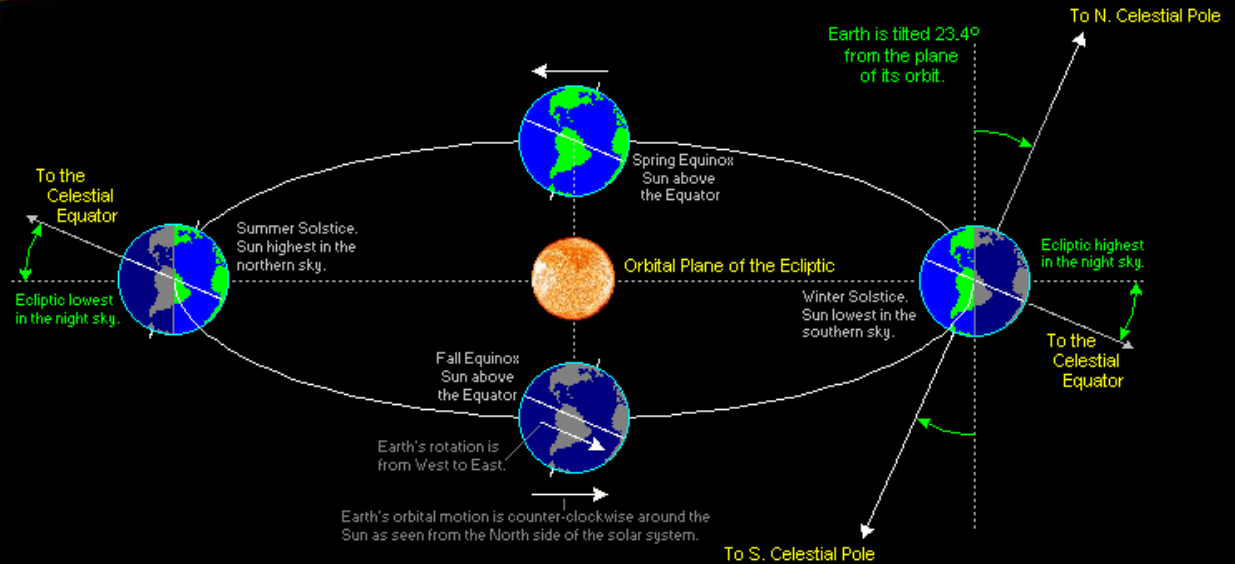 To N. Celestial Pole
Earth is tilted 23.4º
from the plane
of its orbit.
Spring Equinox
Sun above
the Equator
To the
Celestial
Equator
Summer Solstice.
Sun highest in the
northern sky.
Ecliptic lowest
in the night sky.
Orbital Plane of the Ecliptic
Ecliptic highest
in the night sky.
Winter Solstice.
Sun lowest in the
southern sky.
To the
Celestial
Equator
Fall Equinox
Sun above
the Equator
Earth's rotation is
from West to East.
Earth's orbital motion is counter-clockwise around the
Sun as seen from the North side of the solar system.
To S. Celestial Pole